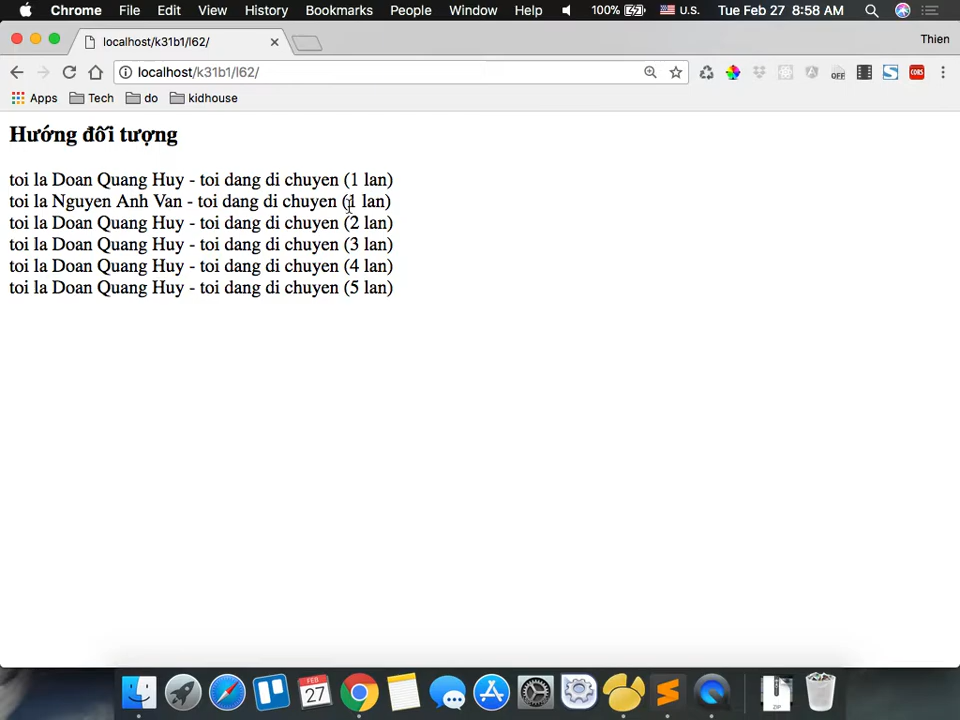 Chrome File Edit View History Bookmarks People Window Help 100% U.S. Tue Feb 27 8:58 AM
localhost/k31b1/l62/ Thien
localhost/k31b1/l62/ OFF CORS
Apps Tech do kidhouse
Hướng đối tượng
toi la Doan Quang Huy - toi dang di chuyen (1 lan)
toi la Nguyen Anh Van - toi dang di chuyen (1 lan)
toi la Doan Quang Huy - toi dang di chuyen (2 lan)
toi la Doan Quang Huy - toi dang di chuyen (3 lan)
toi la Doan Quang Huy - toi dang di chuyen (4 lan)
toi la Doan Quang Huy - toi dang di chuyen (5 lan)
FEB
27
ZIP